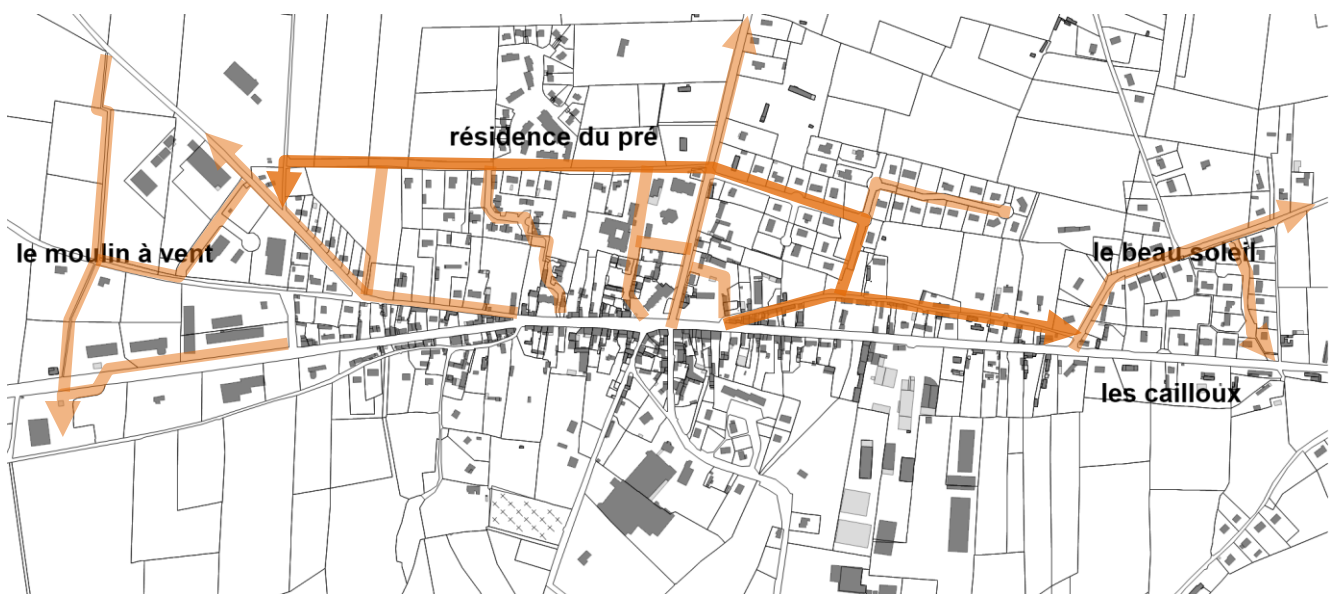 résidence du pré
le moulin à vent
le beau soleil
les cailloux